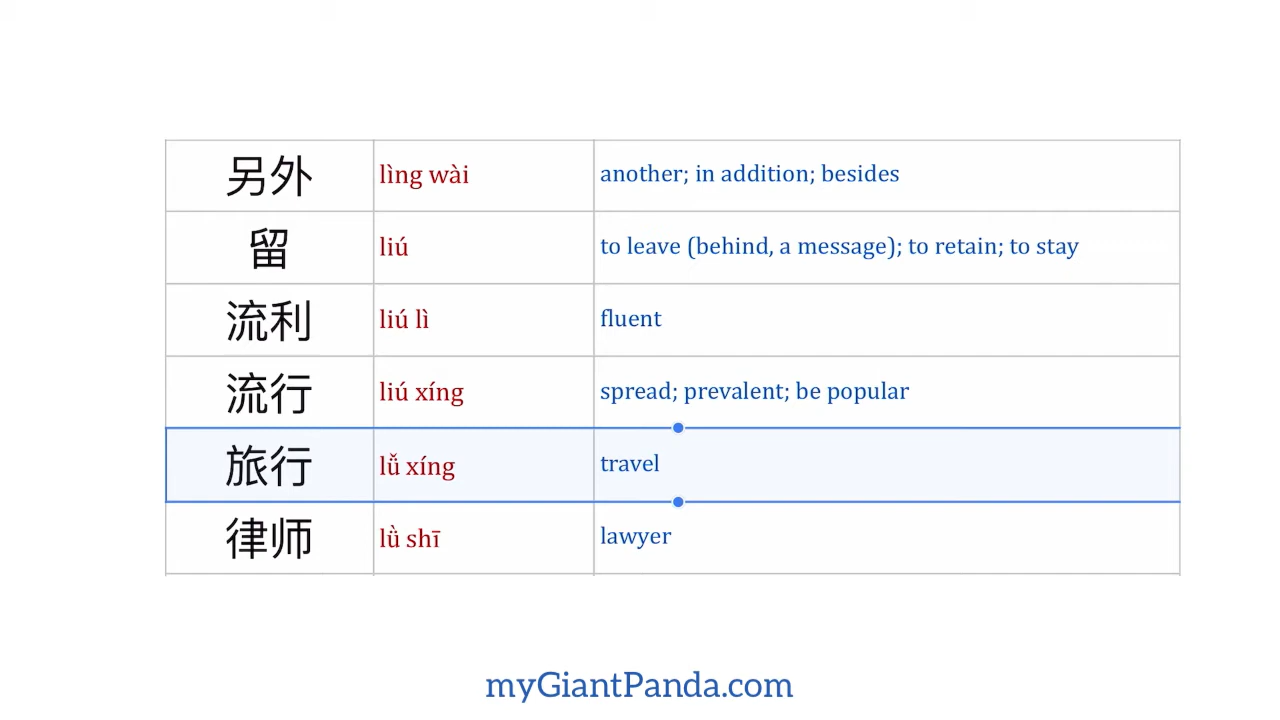 另外 lìng wài another; in addition; besides
留 liú to leave (behind, a message); to retain; to stay
流利 liú lì fluent
流行 liú xíng spread; prevalent; be popular
旅行 lǚ xíng travel
律师 lǜ shī lawyer
myGiantPanda.com